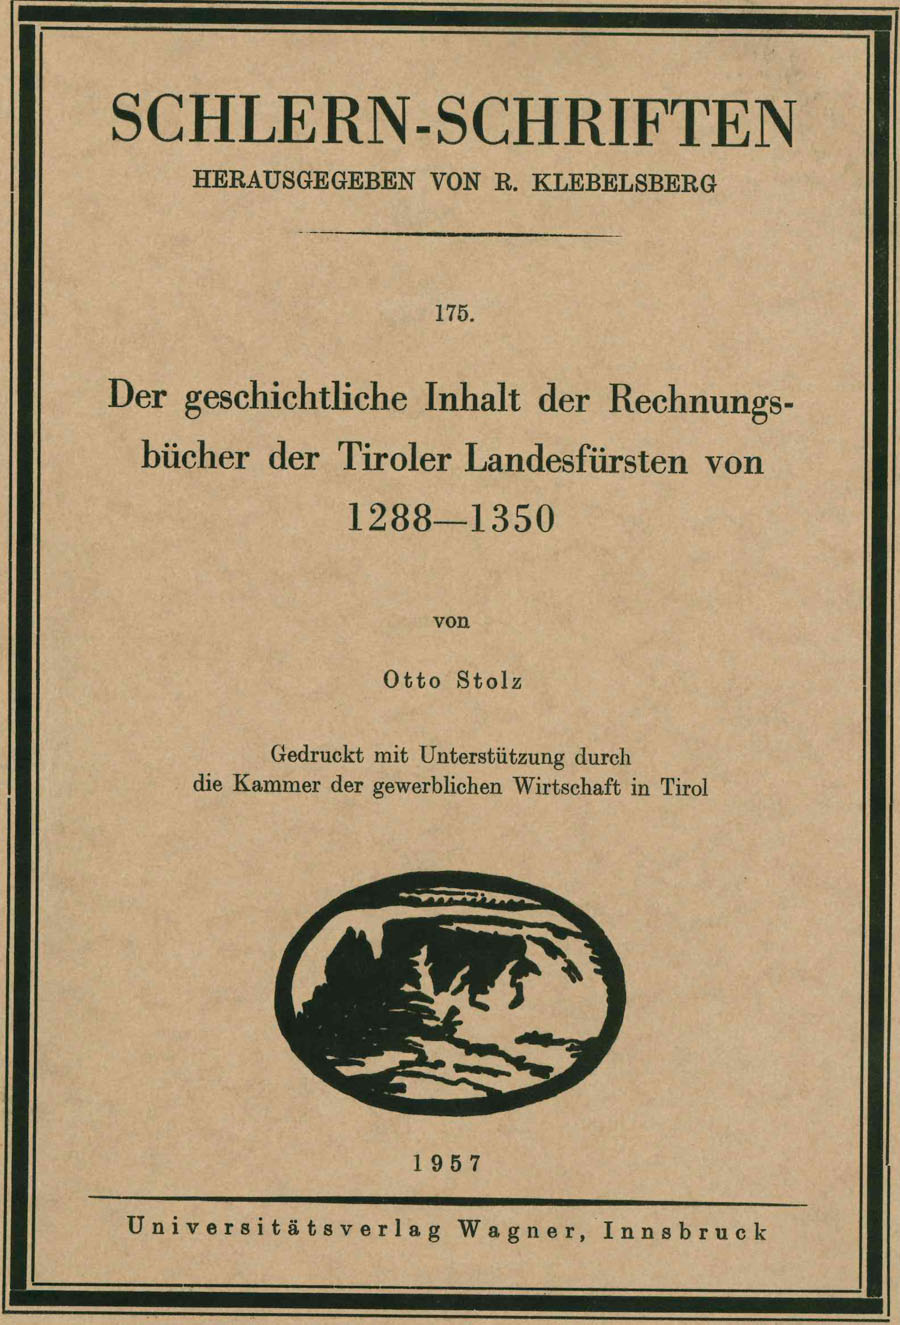 SCHLERN-SCHRIFTEN
HERAUSGEGEBEN VON R. KLEBELSBERG
175.
Der geschichtliche Inhalt der Rechnungs-
bücher der Tiroler Landesfürsten von
1288—1350
von
Otto Stolz
Gedruckt mit Unterstützung durch
die Kammer der gewerblichen Wirtschaft in Tirol
1957
Universitätsverlag Wagner, Innsbruck